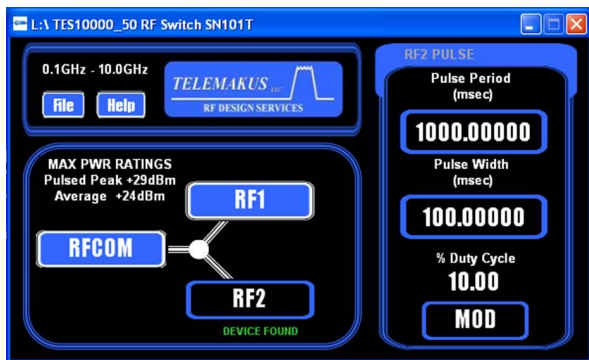 L:\ TES10000_50 RF Switch SN101T
0.1GHz - 10.0GHz
File
Help
TELEMAKUS LLC
RF DESIGN SERVICES
MAX PWR RATINGS
Pulsed Peak +29dBm
Average +24dBm
RF1
RFCOM
RF2
DEVICE FOUND
RF2 PULSE
Pulse Period
(msec)
1000.00000
Pulse Width
(msec)
100.00000
% Duty Cycle
10.00
MOD